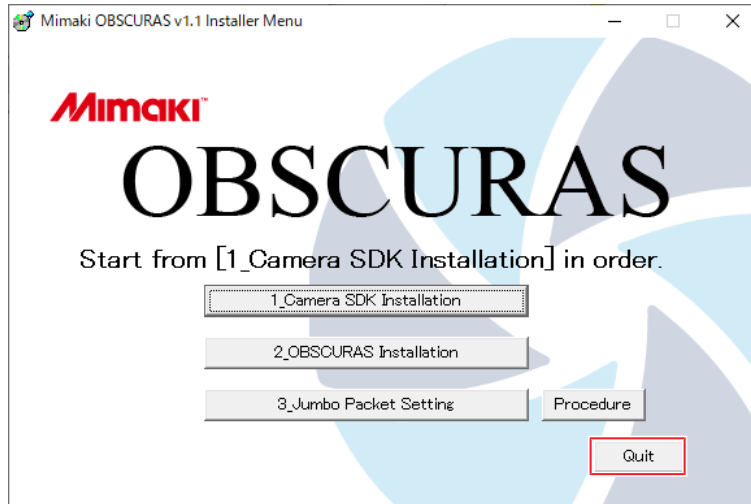 Mimaki OBSCURAS v1.1 Installer Menu
Mimaki™
OBSCURAS
Start from [1_Camera SDK Installation] in order.
1_Camera SDK Installation
2_OBSCURAS Installation
3_Jumbo Packet Setting Procedure
Quit